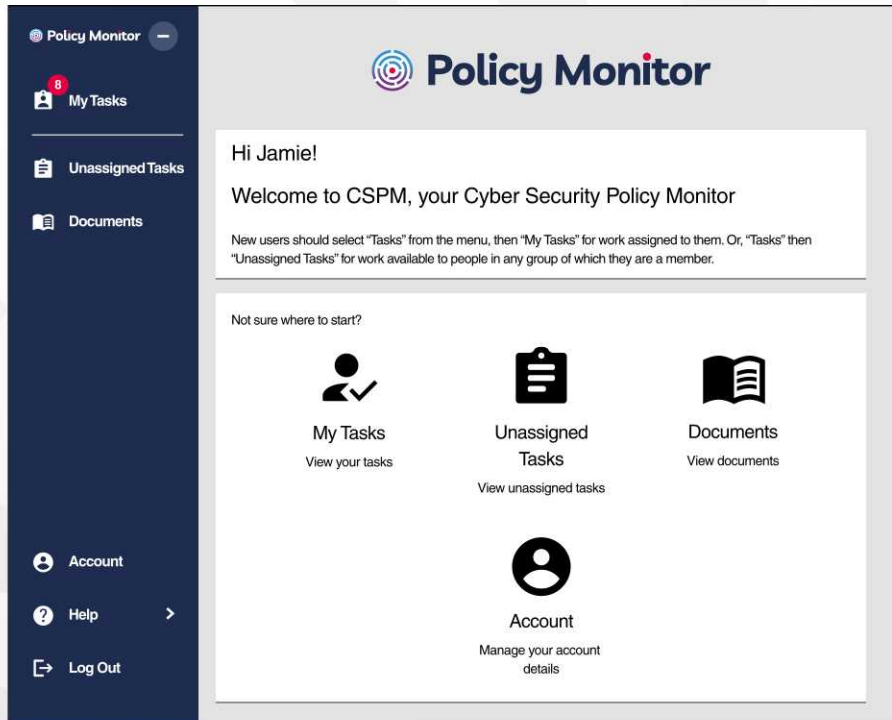 Policy Monitor
8
My Tasks
Unassigned Tasks
Documents
Account
Help
Log Out
Policy Monitor
Hi Jamie!
Welcome to CSPM, your Cyber Security Policy Monitor
New users should select “Tasks” from the menu, then “My Tasks” for work assigned to them. Or, “Tasks” then
“Unassigned Tasks” for work available to people in any group of which they are a member.
Not sure where to start?
My Tasks
View your tasks
Unassigned
Tasks
View unassigned tasks
Documents
View documents
Account
Manage your account
details